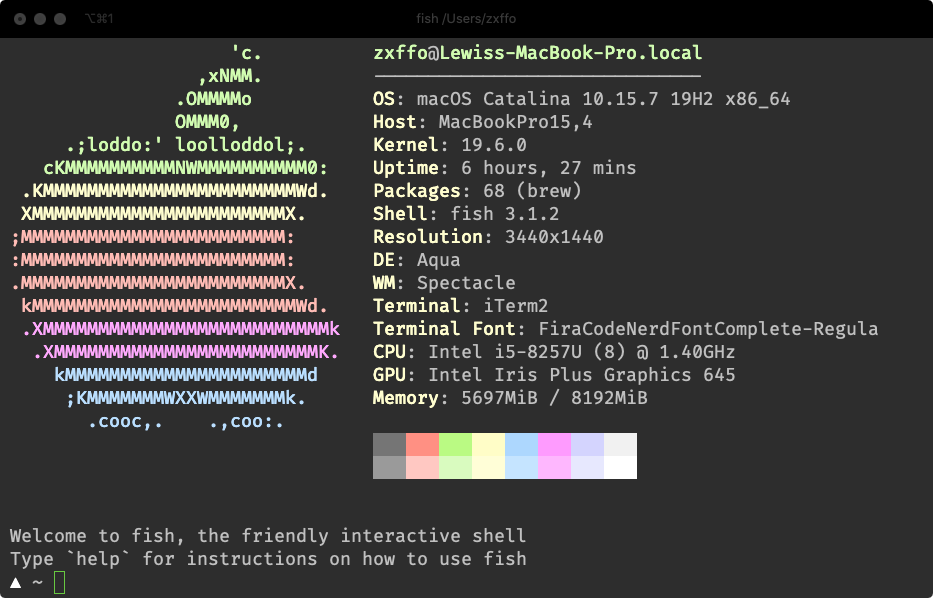 ⌥⌘1 fish /Users/zxffo
'c.
,xNMM.
.OMMMMo
OMMM0,
.;loddo:' loolloddol;.
cKMMMMMMMMMMNWMMMMMMMMMM0:
.KMMMMMMMMMMMMMMMMMMMMMMMWd.
XMMMMMMMMMMMMMMMMMMMMMMMX.
;MMMMMMMMMMMMMMMMMMMMMMMM:
:MMMMMMMMMMMMMMMMMMMMMMMM:
.MMMMMMMMMMMMMMMMMMMMMMMMX.
kMMMMMMMMMMMMMMMMMMMMMMMMWd.
.XMMMMMMMMMMMMMMMMMMMMMMMMMMk
.XMMMMMMMMMMMMMMMMMMMMMMMMK.
kMMMMMMMMMMMMMMMMMMMMMMd
;KMMMMMMMWXXWMMMMMMMk.
.cooc,. .,coo:.
zxffo@Lewiss-MacBook-Pro.local
------------------------------
OS: macOS Catalina 10.15.7 19H2 x86_64
Host: MacBookPro15,4
Kernel: 19.6.0
Uptime: 6 hours, 27 mins
Packages: 68 (brew)
Shell: fish 3.1.2
Resolution: 3440x1440
DE: Aqua
WM: Spectacle
Terminal: iTerm2
Terminal Font: FiraCodeNerdFontComplete-Regula
CPU: Intel i5-8257U (8) @ 1.40GHz
GPU: Intel Iris Plus Graphics 645
Memory: 5697MiB / 8192MiB
Welcome to fish, the friendly interactive shell
Type `help` for instructions on how to use fish
▲ ~